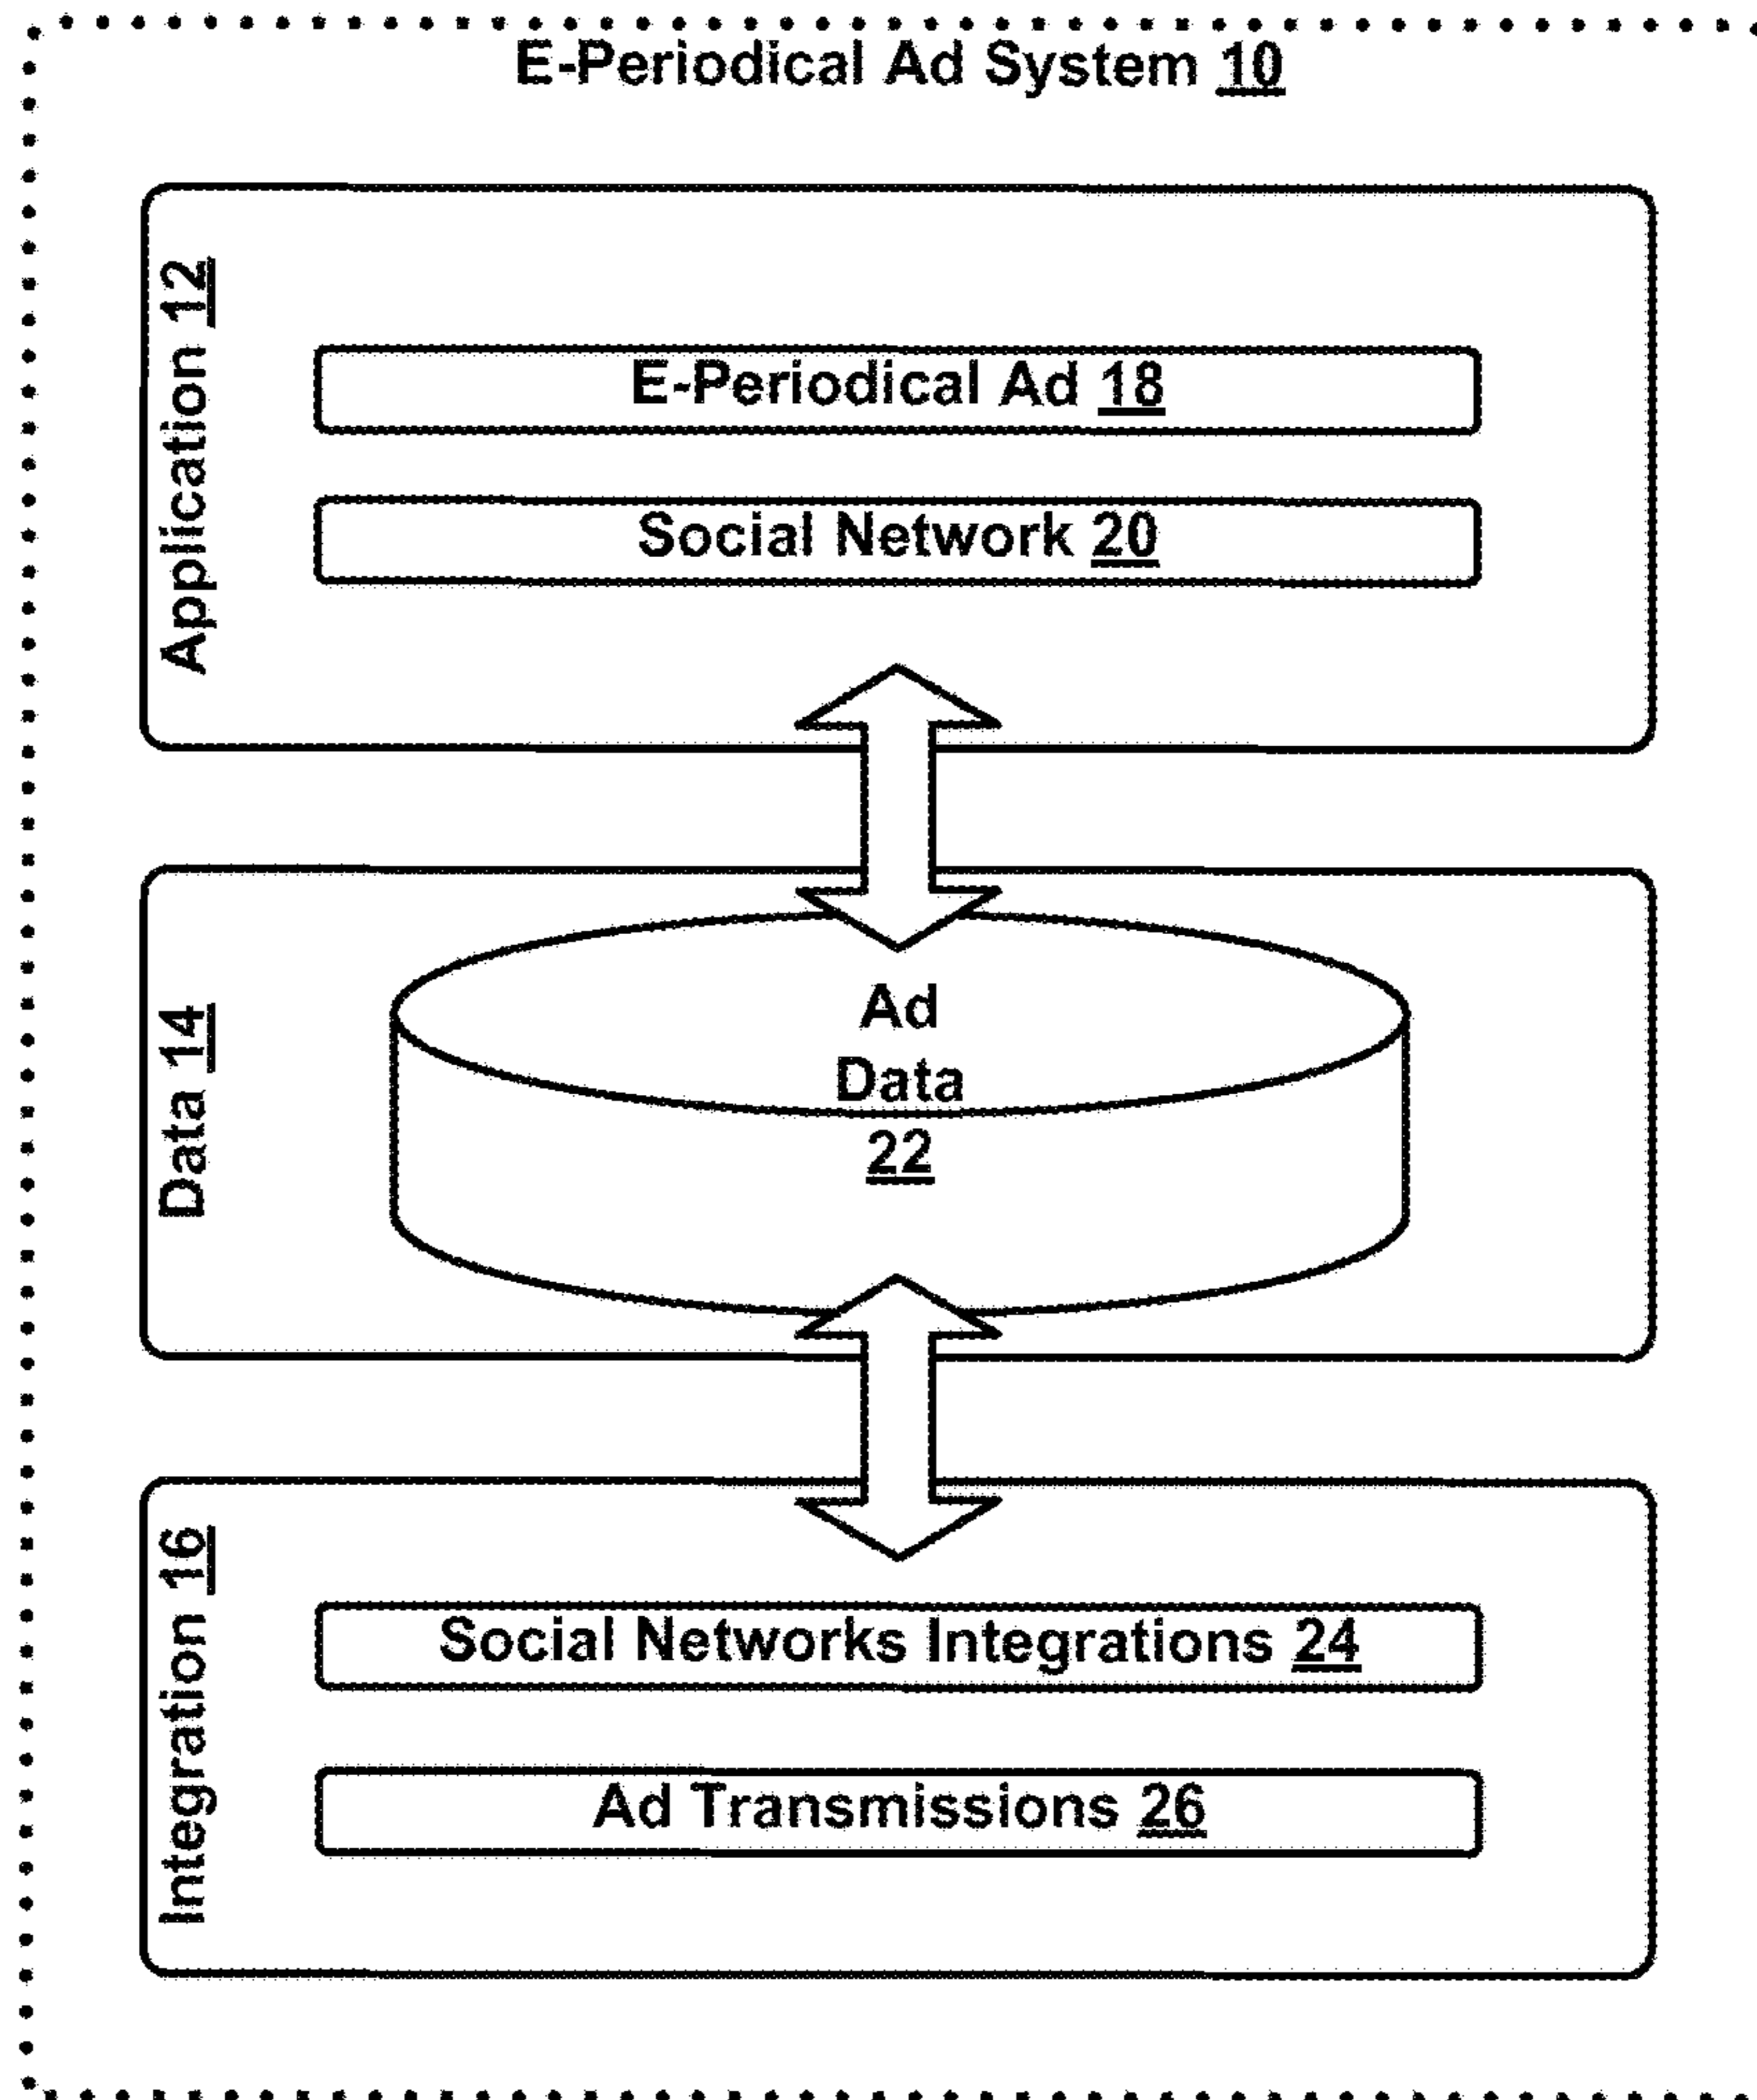 E-Periodical Ad System 10
Application 12
E-Periodical Ad 18
Social Network 20
Data 14
Ad
Data
22
Integration 16
Social Networks Integrations 24
Ad Transmissions 26